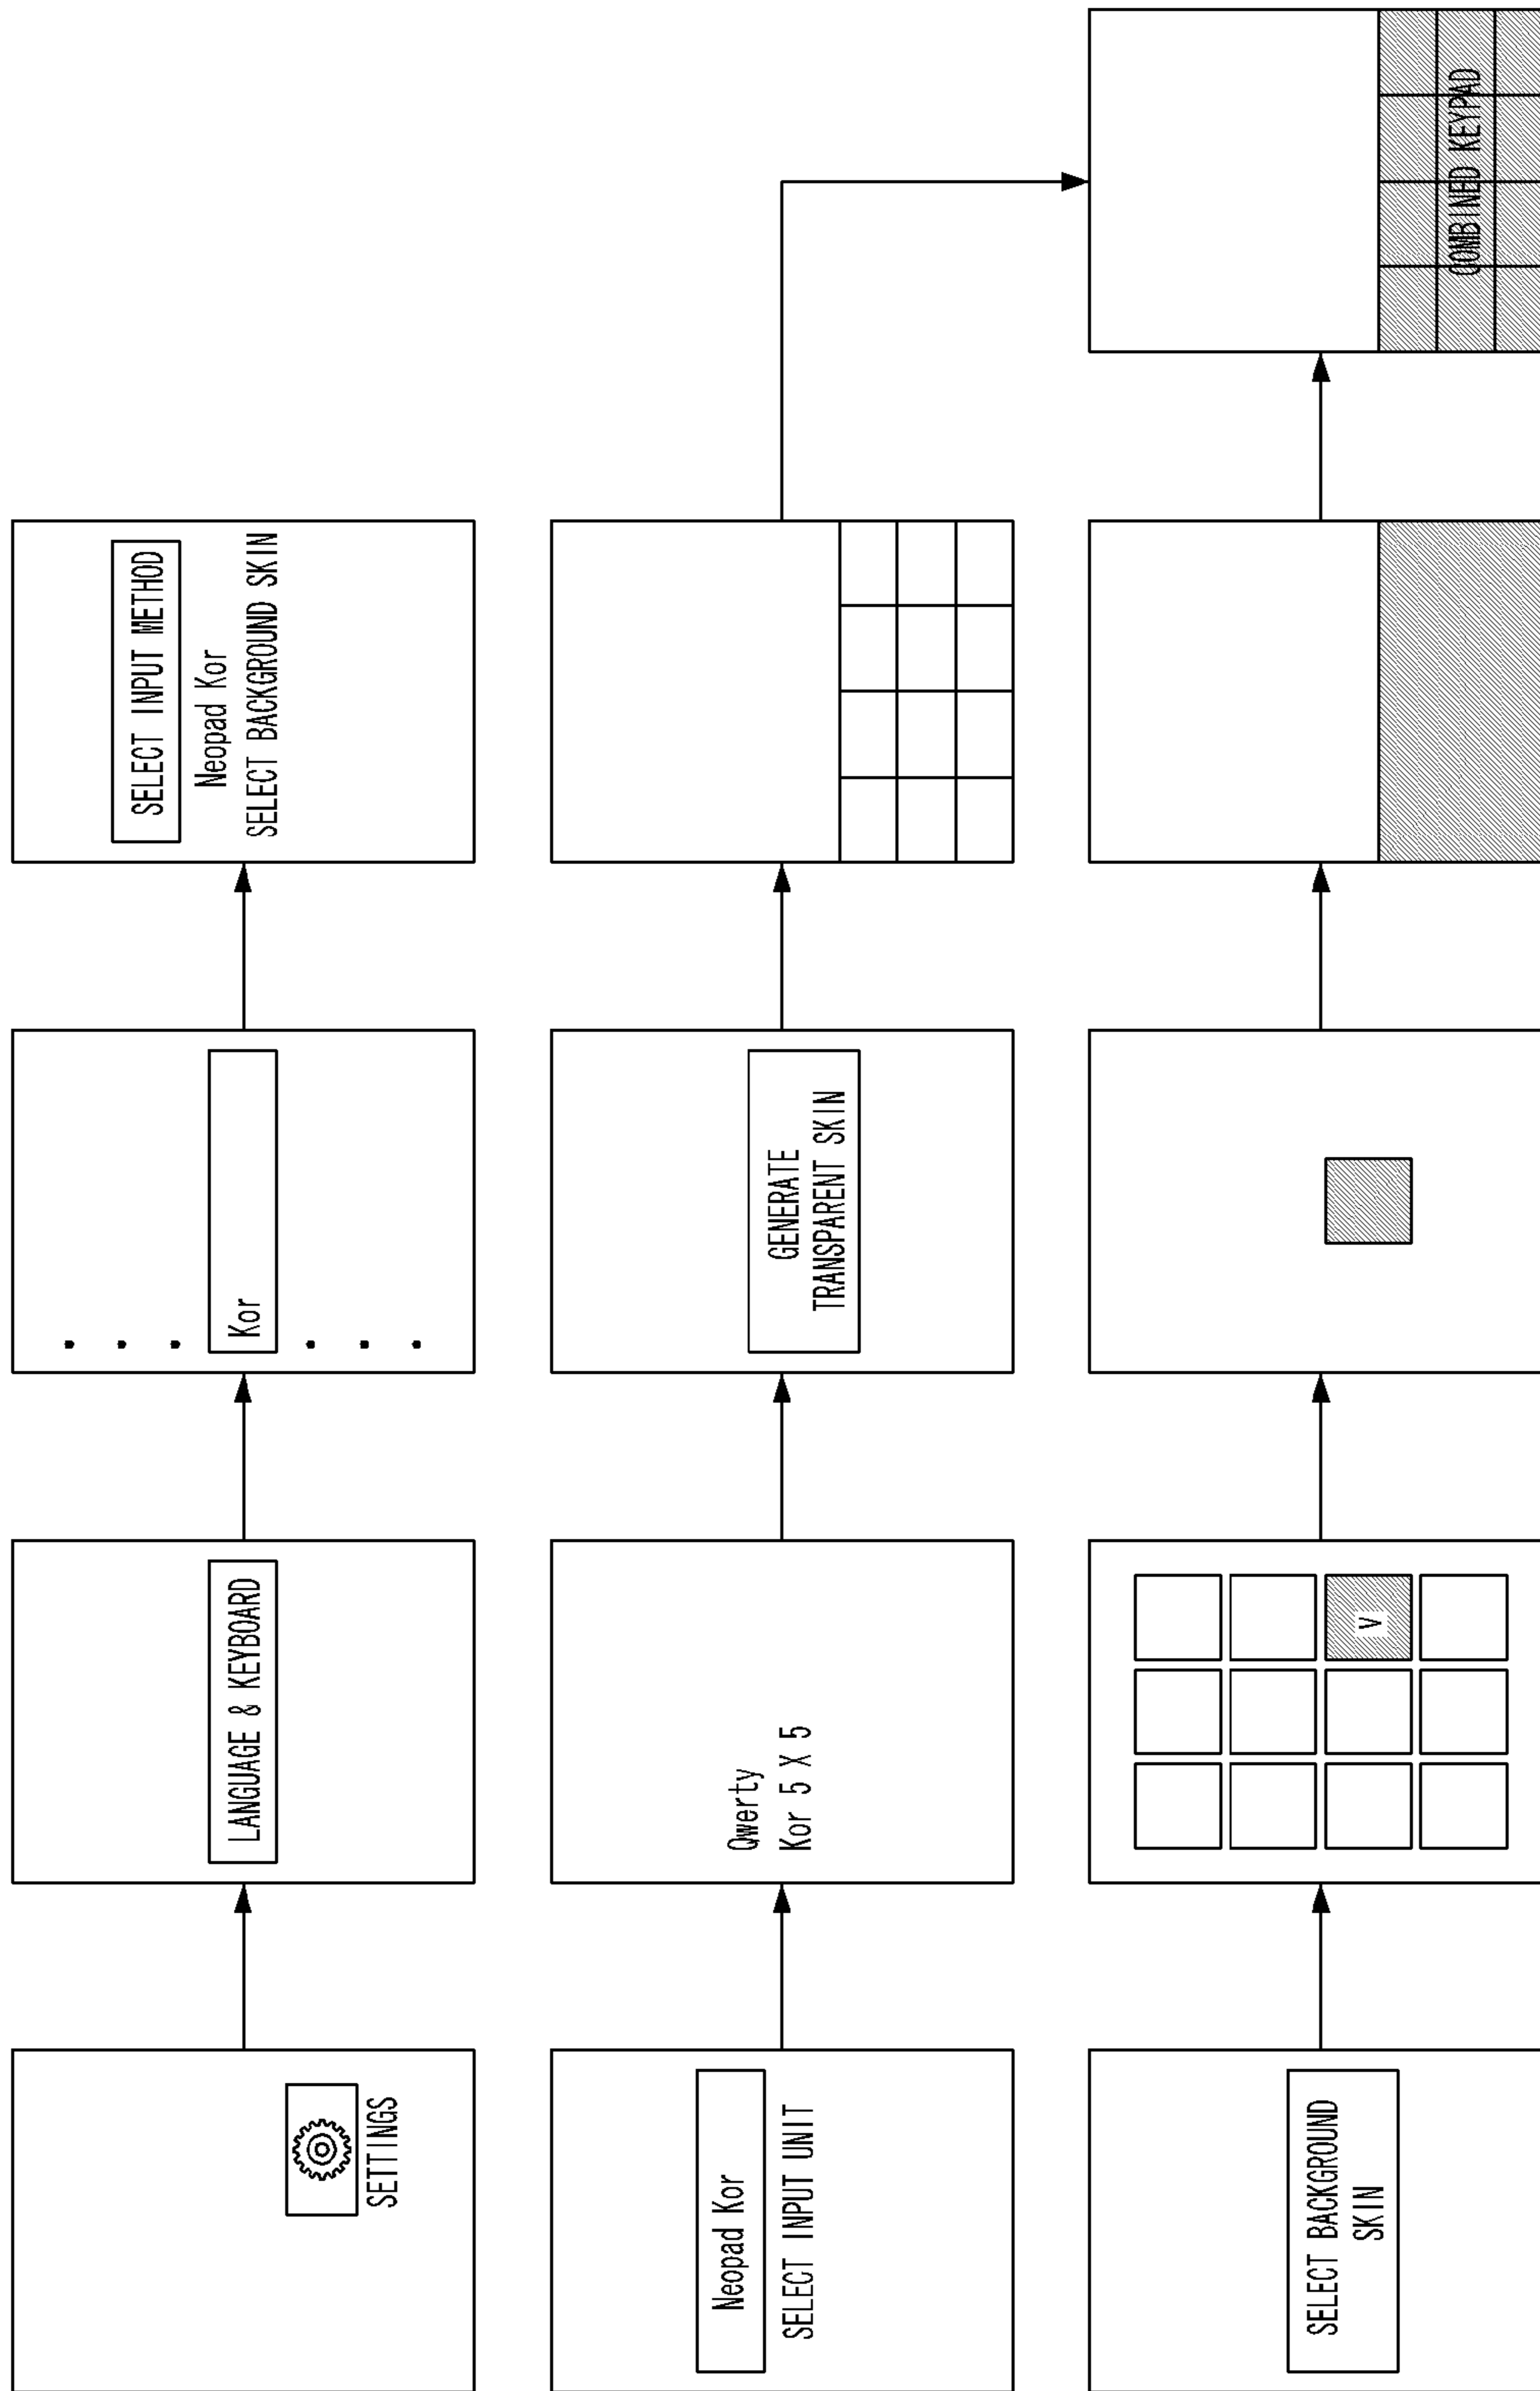 SETTINGS
LANGUAGE & KEYBOARD
Kor
SELECT INPUT METHOD
Neopad Kor
SELECT BACKGROUND SKIN
Neopad Kor
SELECT INPUT UNIT
Qwerty
Kor 5 X 5
GENERATE
TRANSPARENT SKIN
SELECT BACKGROUND
SKIN
V
COMBINED KEYPAD